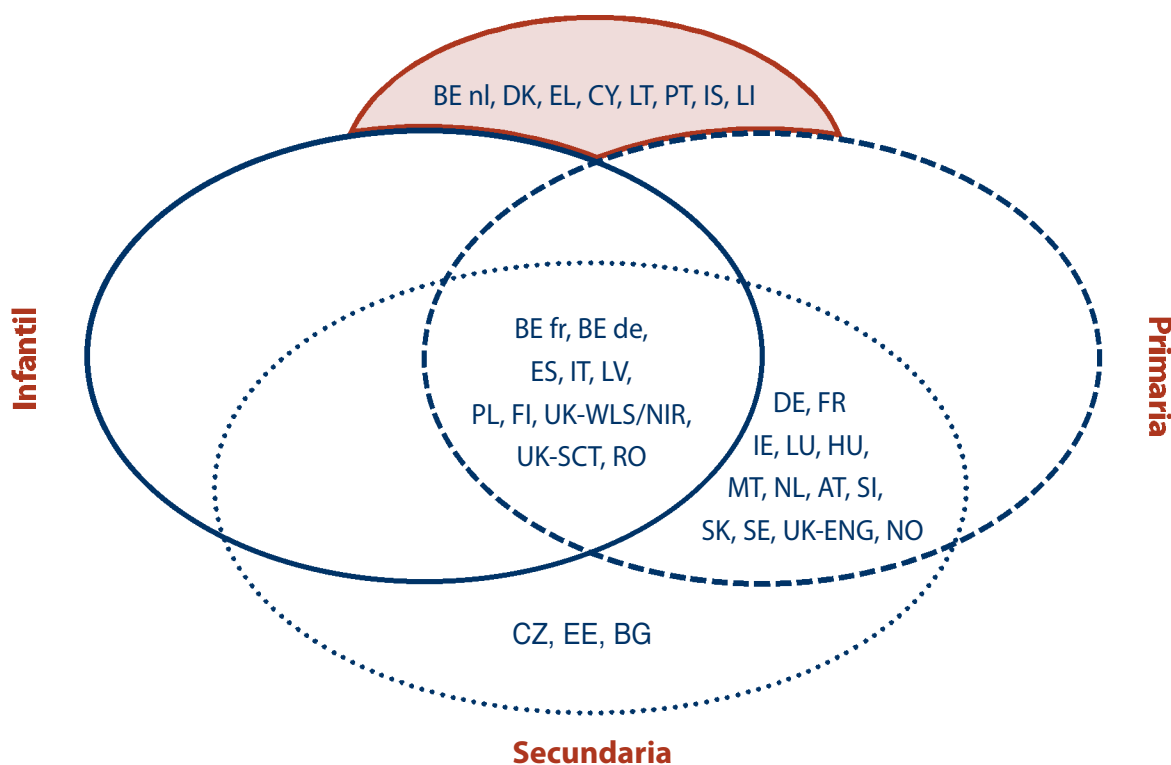 BE nl, DK, EL, CY, LT, PT, IS, LI
Infantil
Primaria
BE fr, BE de,
ES, IT, LV,
PL, FI, UK-WLS/NIR,
UK-SCT, RO
DE, FR
IE, LU, HU,
MT, NL, AT, SI,
SK, SE, UK-ENG, NO
CZ, EE, BG
Secundaria